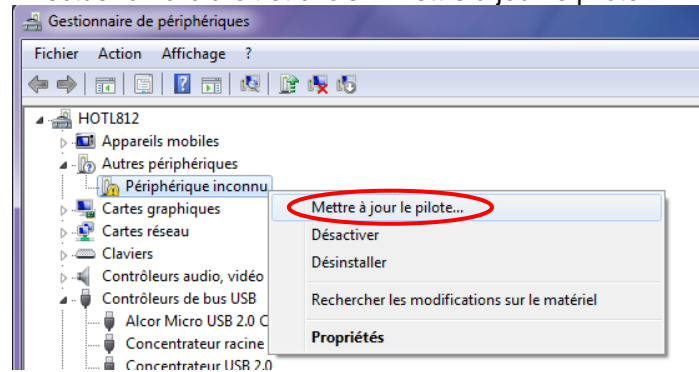 Gestionnaire de périphériques
Fichier Action Affichage ?
HOTL812
Appareils mobiles
Autres périphériques
Périphérique inconnu
Mettre à jour le pilote...
Cartes graphiques
Cartes réseau
Désactiver
Claviers
Désinstaller
Contrôleurs audio, vidéo
Contrôleurs de bus USB
Rechercher les modifications sur le matériel
Alcor Micro USB 2.0 C
Concentrateur racine
Propriétés
Concentrateur USB 2.0